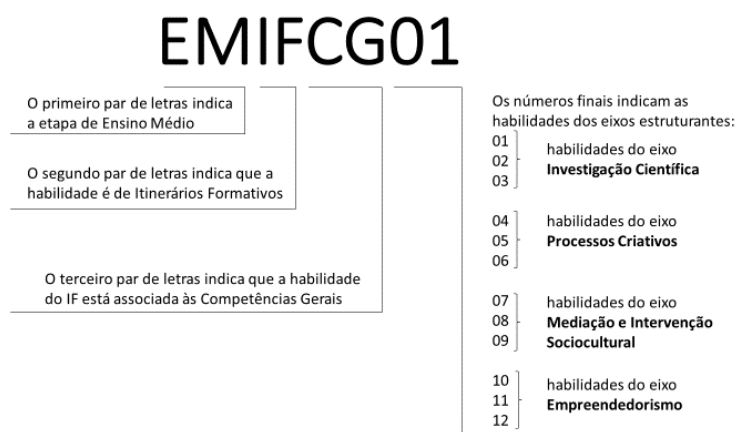 EMIFCG01
O primeiro par de letras indica
a etapa de Ensino Médio
O segundo par de letras indica que a
habilidade é de Itinerários Formativos
O terceiro par de letras indica que a habilidade
do IF está associada às Competências Gerais
Os números finais indicam as
habilidades dos eixos estruturantes:
01
02
03
habilidades do eixo
Investigação Científica
04
05
06
habilidades do eixo
Processos Criativos
07
08
09
habilidades do eixo
Mediação e Intervenção
Sociocultural
10
11
12
habilidades do eixo
Empreendedorismo